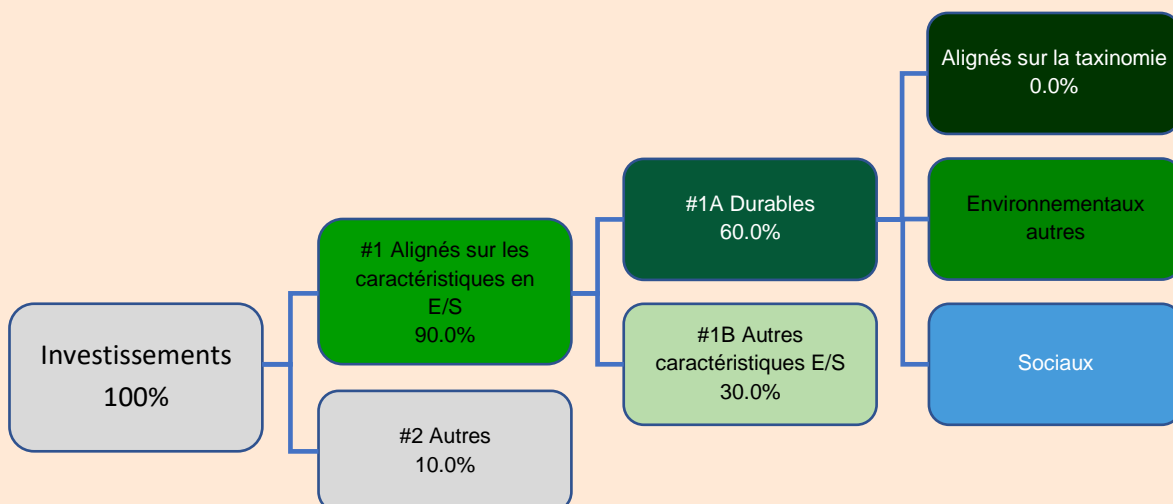 Investissements
100%
#1 Alignés sur les
caractéristiques en
E/S
90.0%
#2 Autres
10.0%
#1A Durables
60.0%
#1B Autres
caractéristiques E/S
30.0%
Alignés sur la taxinomie
0.0%
Environnementaux
autres
Sociaux